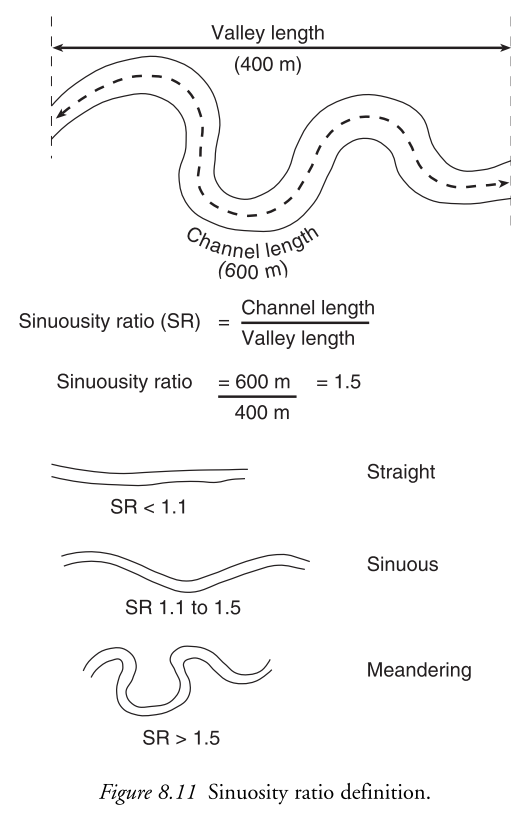 Valley length
(400 m)
Channel length
(600 m)
Sinuousity ratio (SR) = Channel length
Valley length
Sinuousity ratio = 600 m = 1.5
400 m
Straight
SR < 1.1
Sinuous
SR 1.1 to 1.5
Meandering
SR > 1.5
Figure 8.11 Sinuosity ratio definition.